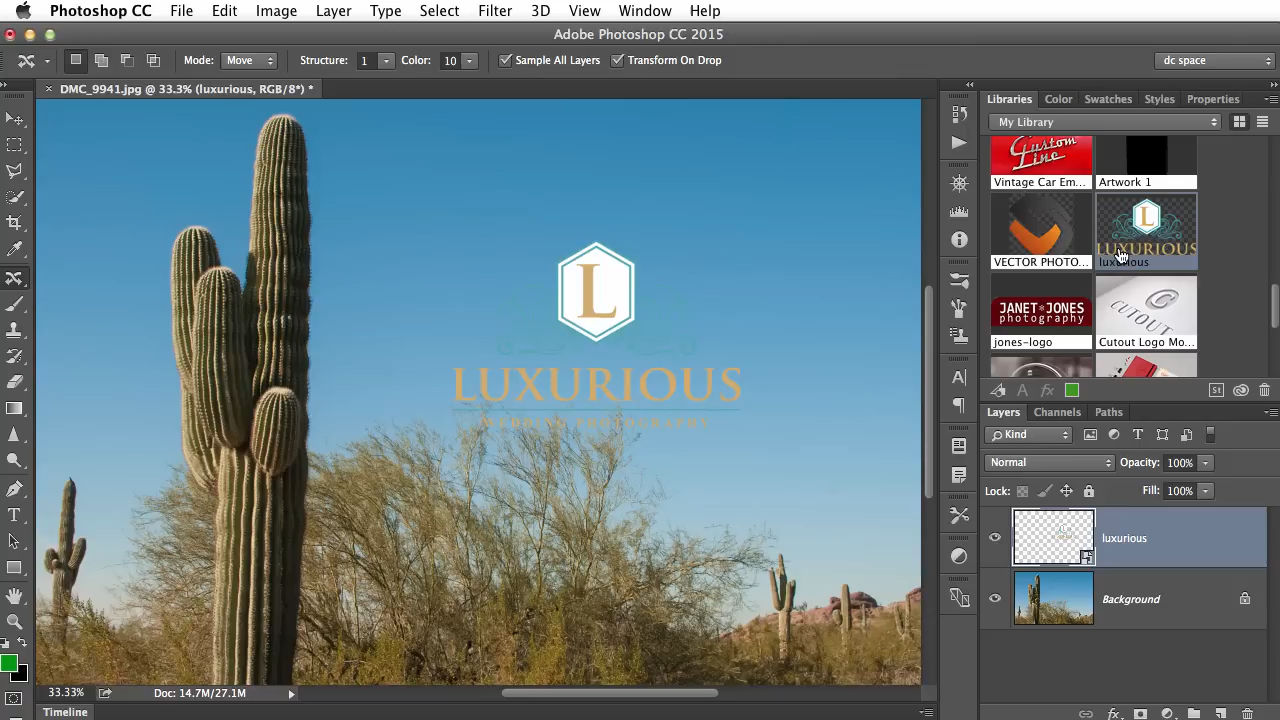 Photoshop CC File Edit Image Layer Type Select Filter 3D View Window Help
Adobe Photoshop CC 2015
Mode: Move Structure: 1 Color: 10 Sample All Layers Transform On Drop dc space
DMC_9941.jpg @ 33.3% (luxurious, RGB/8*) *
Libraries Color Swatches Styles Properties
My Library
Custom
Line
Vintage Car Em... Artwork 1
L
LUXURIOUS
VECTOR PHOTO... luxurious
JANET*JONES
photography
CUTOUT
jones-logo Cutout Logo Mo...
St
Layers Channels Paths
Kind
Normal Opacity: 100%
Lock: Fill: 100%
luxurious
Background
L
LUXURIOUS
WEDDING PHOTOGRAPHY
33.33% Doc: 14.7M/27.1M
Timeline